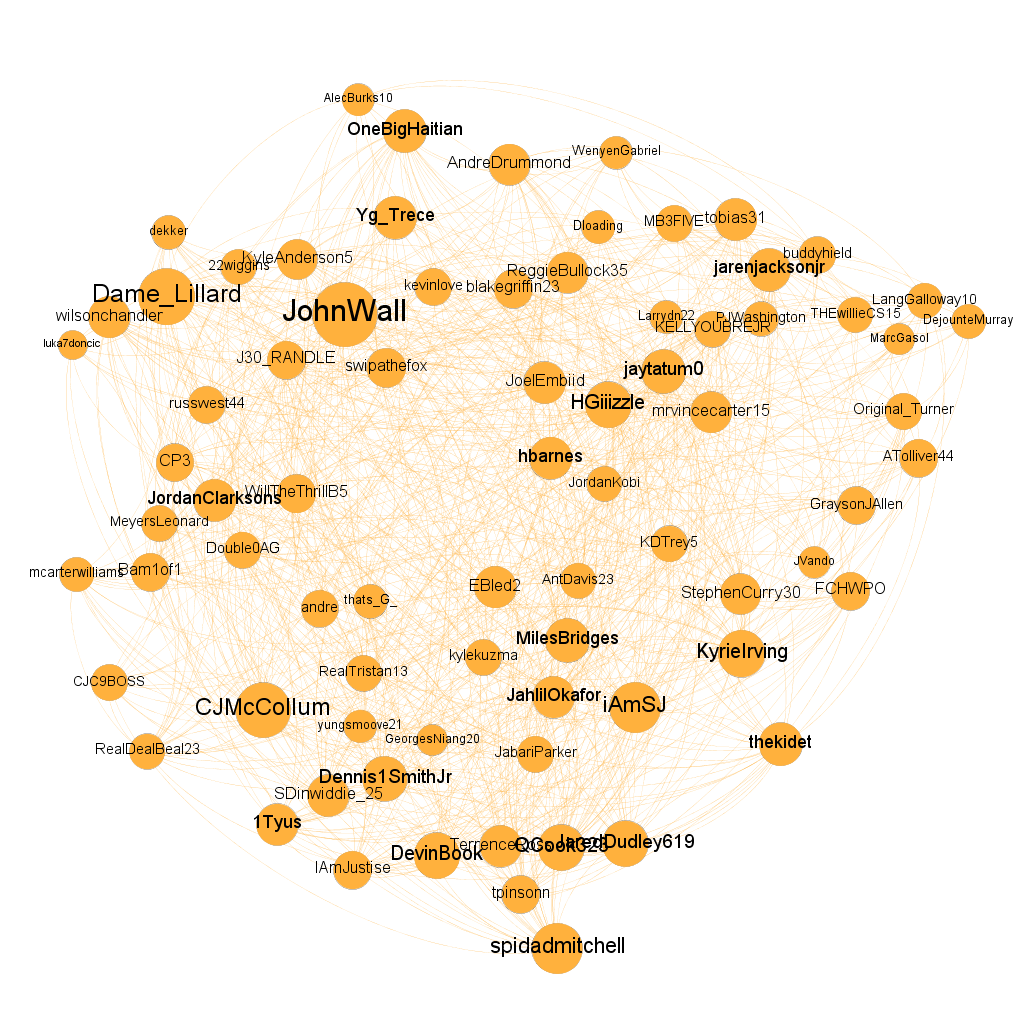 AlecBurks10
OneBigHaitian
WenyenGabriel
AndreDrummond
Yg_Trece
tobias31
MB3FIVE
Dloading
dekker
buddyhield
KyleAnderson5
22wiggins
jarenjacksonjr
ReggieBullock35
kevinlove
blakegriffin23
Dame_Lillard
LangGalloway10
JohnWall
wilsonchandler
Larrydn22
PJWashington
THEwillieCS15
DejounteMurray
KELLYOUBREJR
MarcGasol
luka7doncic
J30_RANDLE
swipathefox
jaytatum0
JoelEmbiid
russwest44
HGiiizzle
mrvincecarter15
Original_Turner
hbarnes
ATolliver44
CP3
JordanKobi
WillTheThrillB5
JordanClarksons
GraysonJAllen
MeyersLeonard
KDTrey5
Double0AG
JVando
mcarterwilliams
Bam1of1
AntDavis23
EBled2
StephenCurry30
FCHWPO
thats_G_
andre
MilesBridges
KyrieIrving
kylekuzma
RealTristan13
CJC9BOSS
JahlilOkafor
iAmSJ
CJMcCollum
yungsmoove21
GeorgesNiang20
thekidet
RealDealBeal23
JabariParker
Dennis1SmithJr
SDinwiddie_25
1Tyus
JaredDudley619
TerrenceRoss
QCook323
DevinBook
IAmJustise
tpinsonn
spidadmitchell